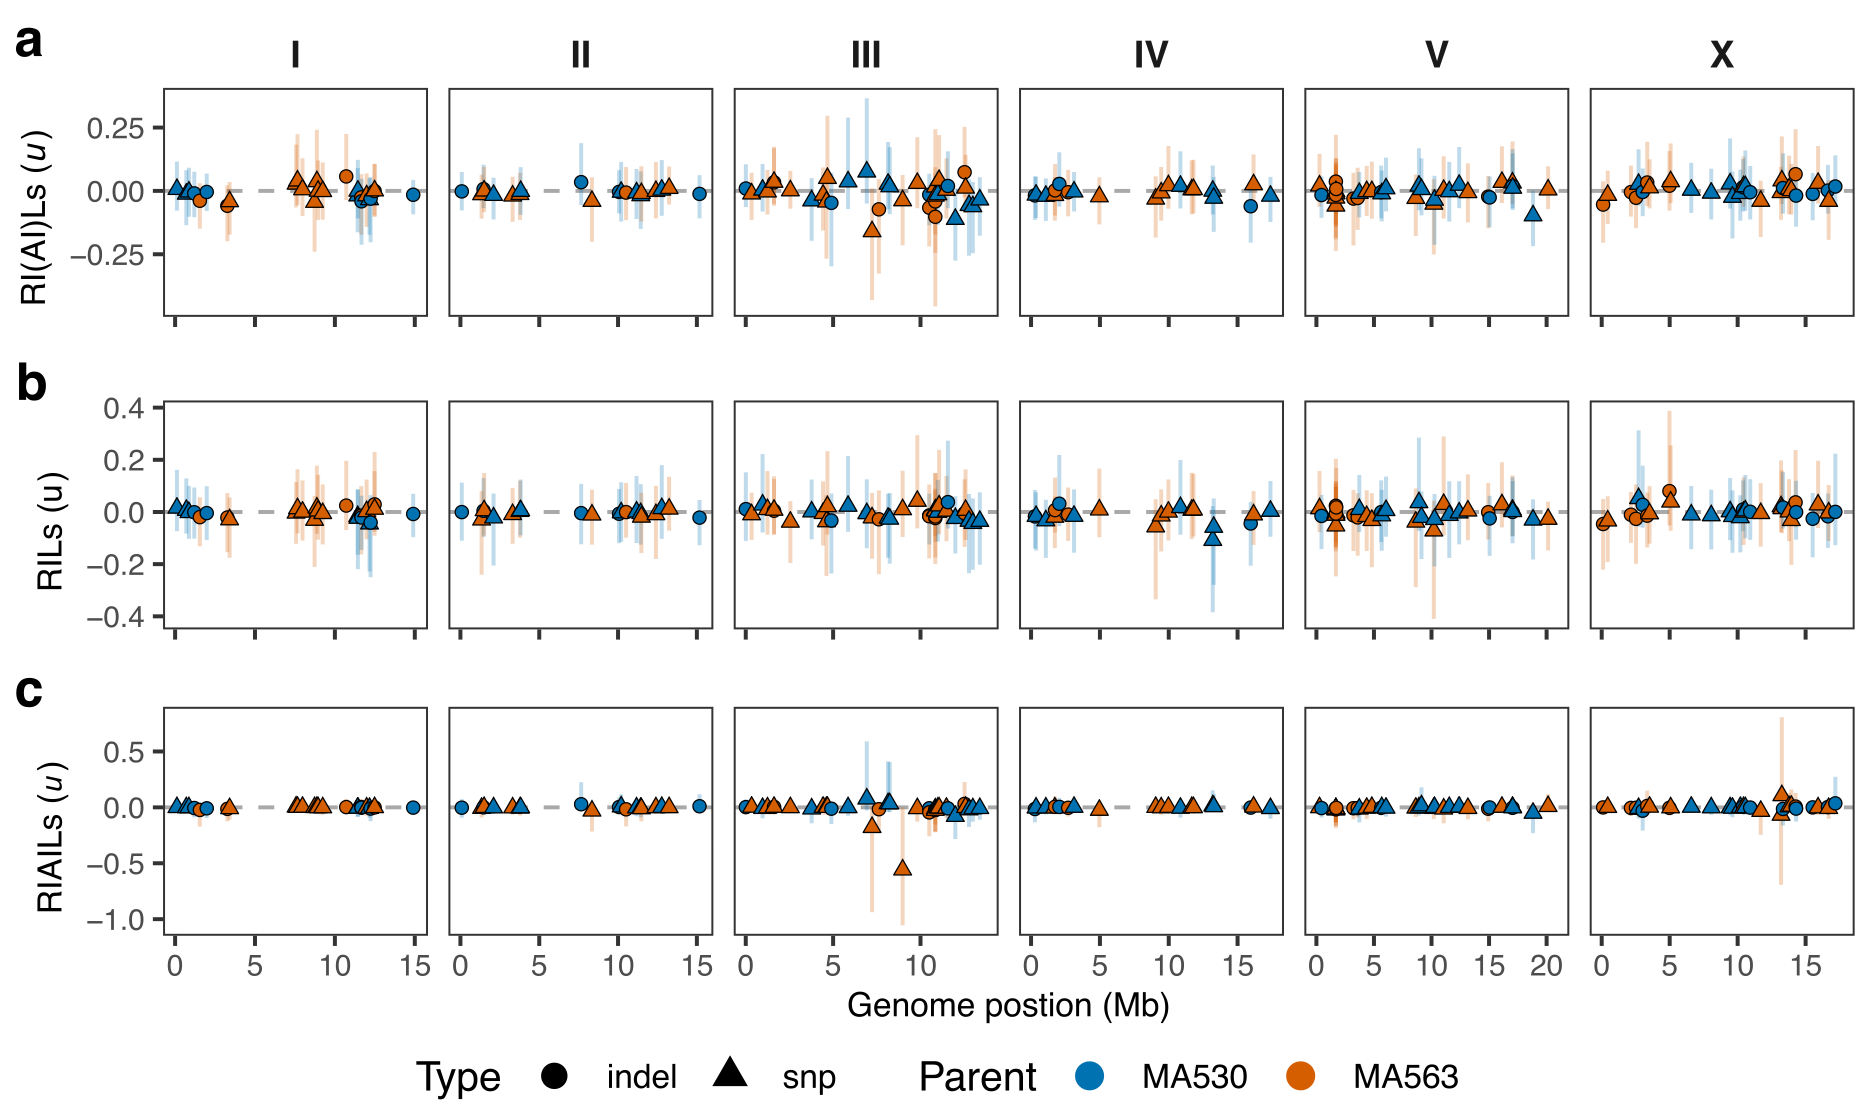 a
I II III IV V X
RI(AI)Ls (u)
0.25
0.00
−0.25
b
RILs (u)
0.4
0.2
0.0
−0.2
−0.4
c
RIAILs (u)
0.5
0.0
−0.5
−1.0
0 5 10 15 0 5 10 15 0 5 10 0 5 10 15 0 5 10 15 20 0 5 10 15
Genome postion (Mb)
Type indel snp Parent MA530 MA563